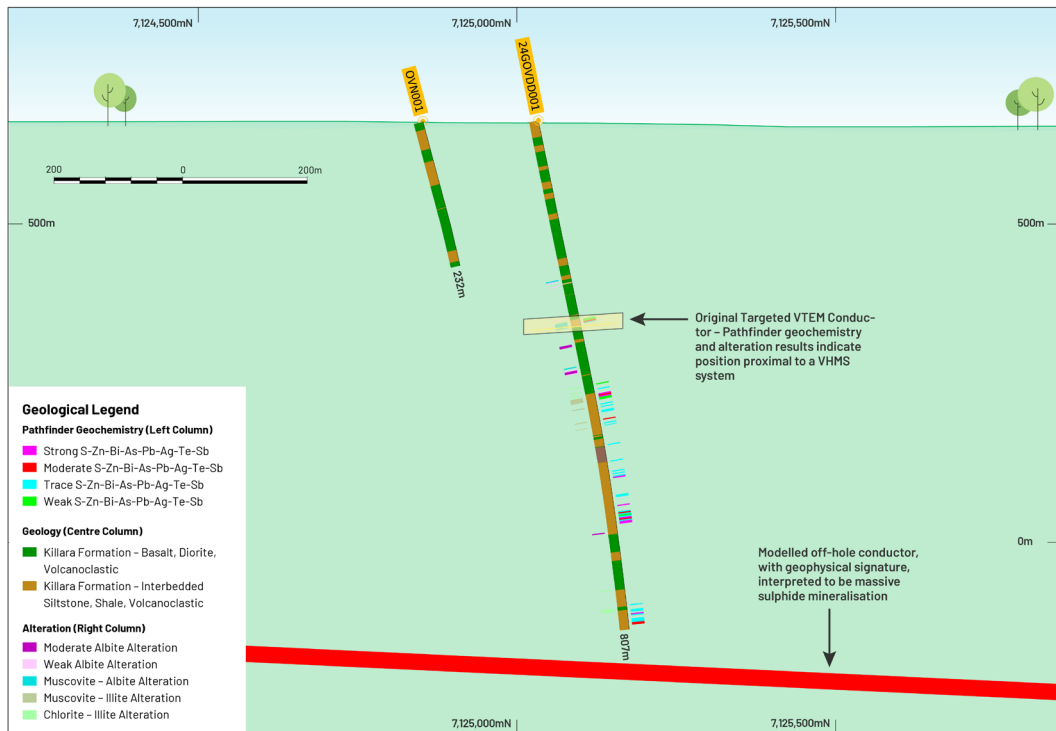 7,124,500mN
7,125,000mN
7,125,500mN
OVN001
24GOVDD001
200
0
200m
500m
500m
232m
Original Targeted VTEM Conduc-
tor – Pathfinder geochemistry
and alteration results indicate
position proximal to a VHMS
system
Geological Legend
Pathfinder Geochemistry (Left Column)
Strong S-Zn-Bi-As-Pb-Ag-Te-Sb
Moderate S-Zn-Bi-As-Pb-Ag-Te-Sb
Trace S-Zn-Bi-As-Pb-Ag-Te-Sb
Weak S-Zn-Bi-As-Pb-Ag-Te-Sb
Geology (Centre Column)
Killara Formation – Basalt, Diorite,
Volcanoclastic
Killara Formation – Interbedded
Siltstone, Shale, Volcanoclastic
Alteration (Right Column)
Moderate Albite Alteration
Weak Albite Alteration
Muscovite – Albite Alteration
Muscovite – Illite Alteration
Chlorite – Illite Alteration
0m
Modelled off-hole conductor,
with geophysical signature,
interpreted to be massive
sulphide mineralisation
807m
7,125,000mN
7,125,500mN